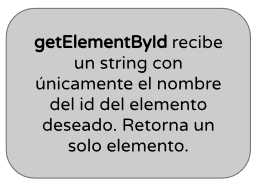 getElementById recibe
un string con
únicamente el nombre
del id del elemento
deseado. Retorna un
solo elemento.